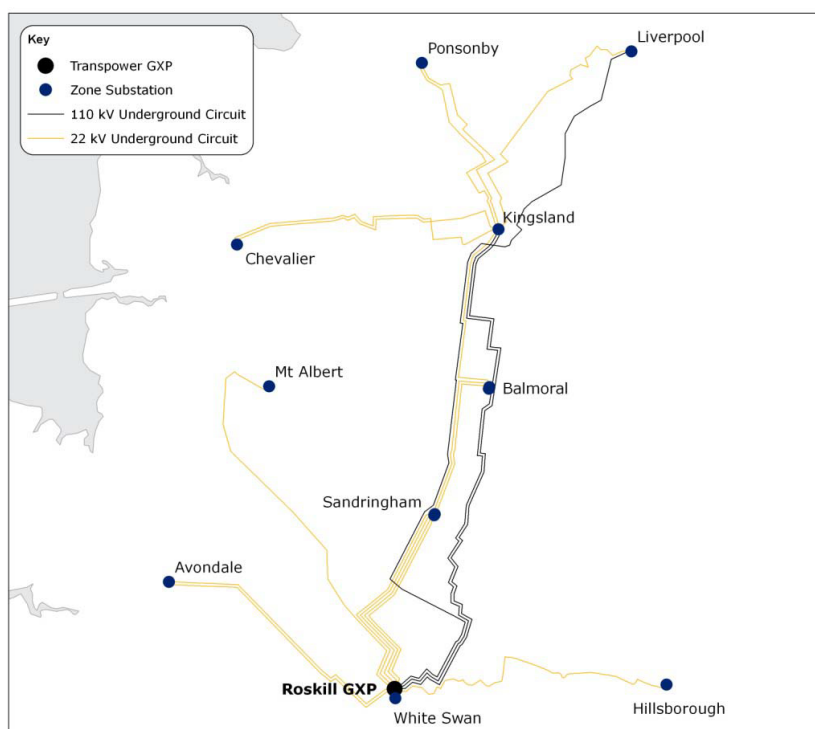 Key
Transpower GXP
Zone Substation
110 kV Underground Circuit
22 kV Underground Circuit
Ponsonby
Liverpool
Kingsland
Chevalier
Mt Albert
Balmoral
Sandringham
Avondale
Roskill GXP
White Swan
Hillsborough